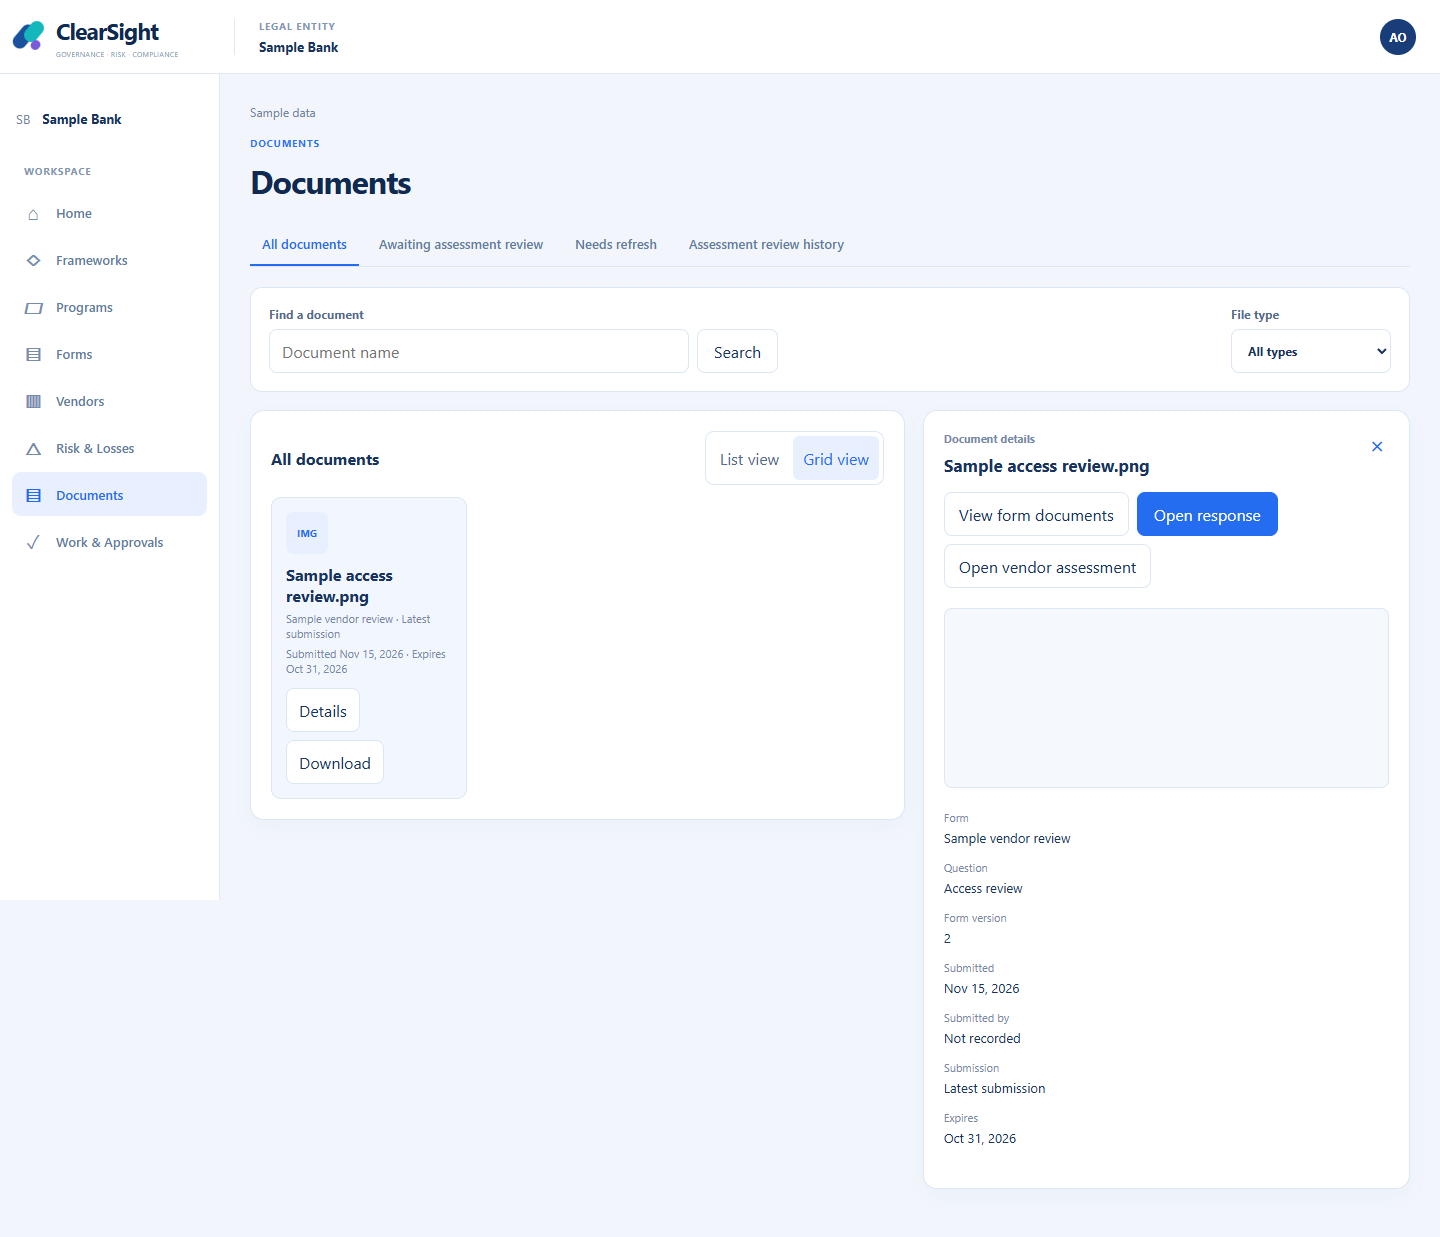 ClearSight
GOVERNANCE · RISK · COMPLIANCE
LEGAL ENTITY
Sample Bank
AO
SB Sample Bank
WORKSPACE
Home
Frameworks
Programs
Forms
Vendors
Risk & Losses
Documents
Work & Approvals
Sample data
DOCUMENTS
Documents
All documents
Awaiting assessment review
Needs refresh
Assessment review history
Find a document
Document name
Search
File type
All types
All documents
List view
Grid view
IMG
Sample access
review.png
Sample vendor review · Latest
submission
Submitted Nov 15, 2026 · Expires
Oct 31, 2026
Details
Download
Document details
Sample access review.png
View form documents
Open response
Open vendor assessment
Form
Sample vendor review
Question
Access review
Form version
2
Submitted
Nov 15, 2026
Submitted by
Not recorded
Submission
Latest submission
Expires
Oct 31, 2026